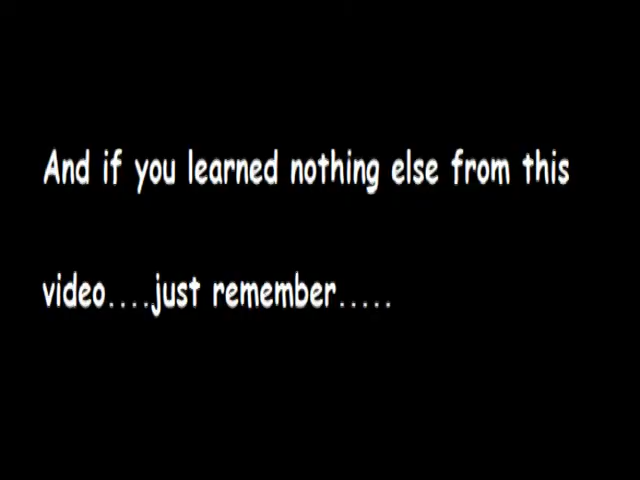 And if you learned nothing else from this
video....just remember.....